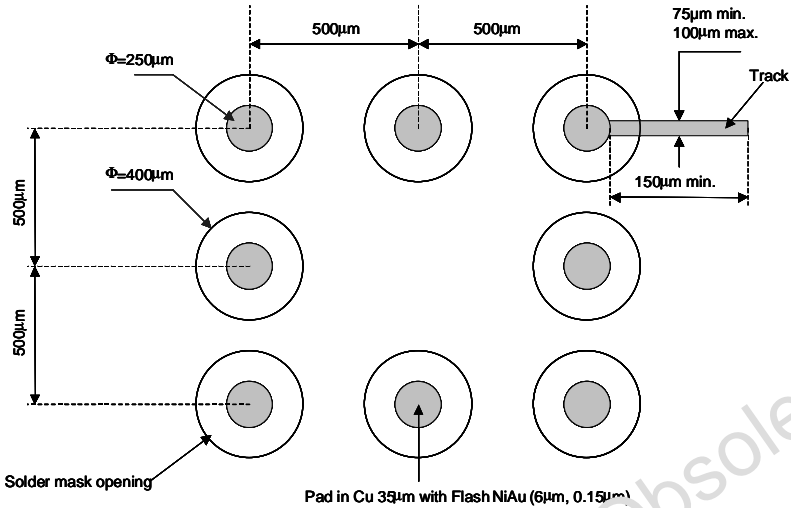 500µm
500µm
75µm min.
100µm max.
Φ=250µm
Track
Φ=400µm
150µm min.
500µm
500µm
Solder mask opening
Pad in Cu 35µm with Flash NiAu (6µm, 0.15µm)